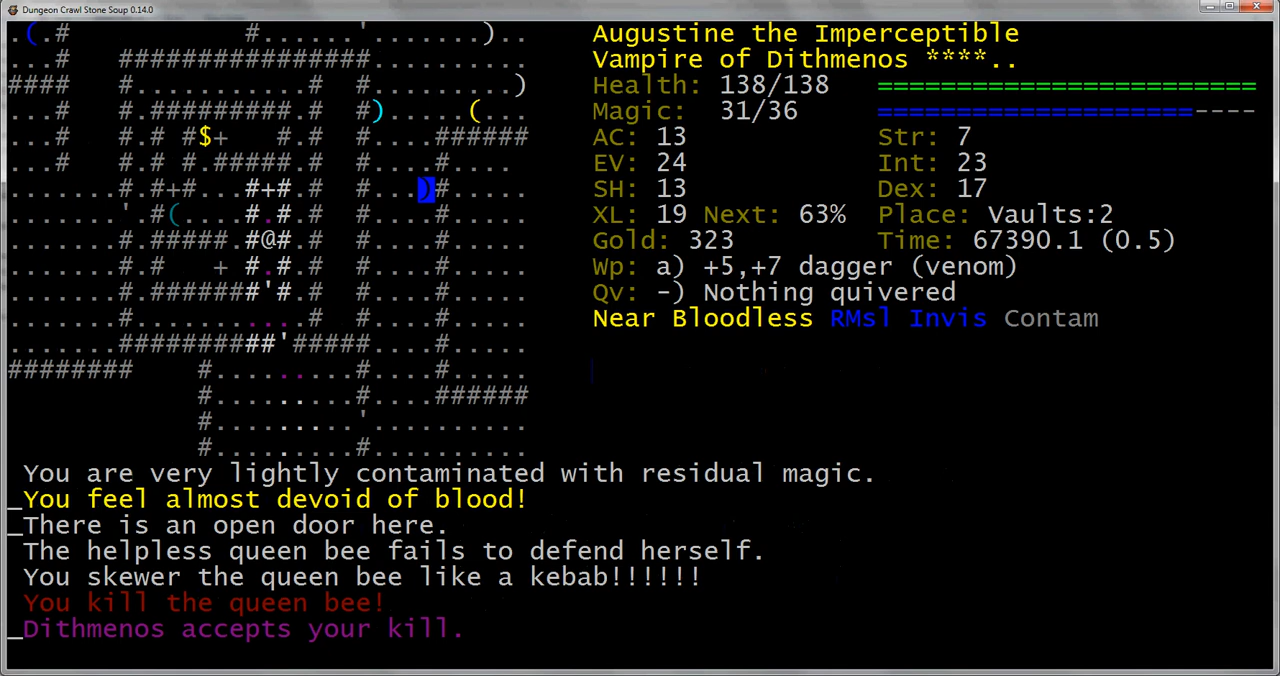 Dungeon Crawl Stone Soup 0.14.0
Augustine the Imperceptible
Vampire of Dithmenos ****..
Health: 138/138
Magic: 31/36
AC: 13 Str: 7
EV: 24 Int: 23
SH: 13 Dex: 17
XL: 19 Next: 63% Place: Vaults:2
Gold: 323 Time: 67390.1 (0.5)
Wp: a) +5,+7 dagger (venom)
Qv: -) Nothing quivered
Near Bloodless RMsl Invis Contam
You are very lightly contaminated with residual magic.
_You feel almost devoid of blood!
_There is an open door here.
The helpless queen bee fails to defend herself.
You skewer the queen bee like a kebab!!!!!!
You kill the queen bee!
_Dithmenos accepts your kill.